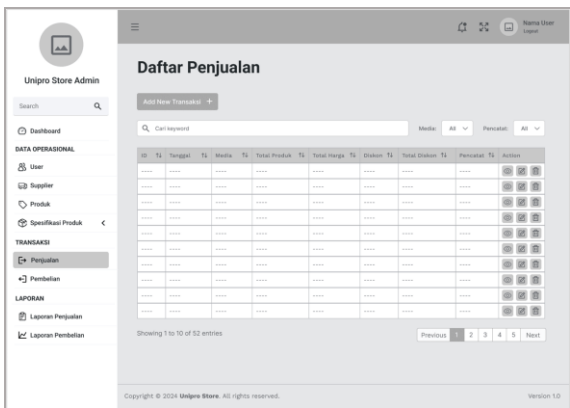 Unipro Store Admin
Search
Dashboard
DATA OPERASIONAL
User
Supplier
Produk
Spesifikasi Produk
TRANSAKSI
Penjualan
Pembelian
LAPORAN
Laporan Penjualan
Laporan Pembelian
Nama User
Logout
Daftar Penjualan
Add New Transaksi +
Cari keyword
Media: All Pencatat: All
ID Tanggal Media Total Produk Total Harga Diskon Total Diskon Pencatat Action
---- ---- ---- ---- ---- ---- ---- ----
---- ---- ---- ---- ---- ---- ---- ----
---- ---- ---- ---- ---- ---- ---- ----
---- ---- ---- ---- ---- ---- ---- ----
---- ---- ---- ---- ---- ---- ---- ----
---- ---- ---- ---- ---- ---- ---- ----
---- ---- ---- ---- ---- ---- ---- ----
---- ---- ---- ---- ---- ---- ---- ----
---- ---- ---- ---- ---- ---- ---- ----
---- ---- ---- ---- ---- ---- ---- ----
Showing 1 to 10 of 52 entries
Previous 1 2 3 4 5 Next
Copyright © 2024 Unipro Store. All rights reserved.
Version 1.0